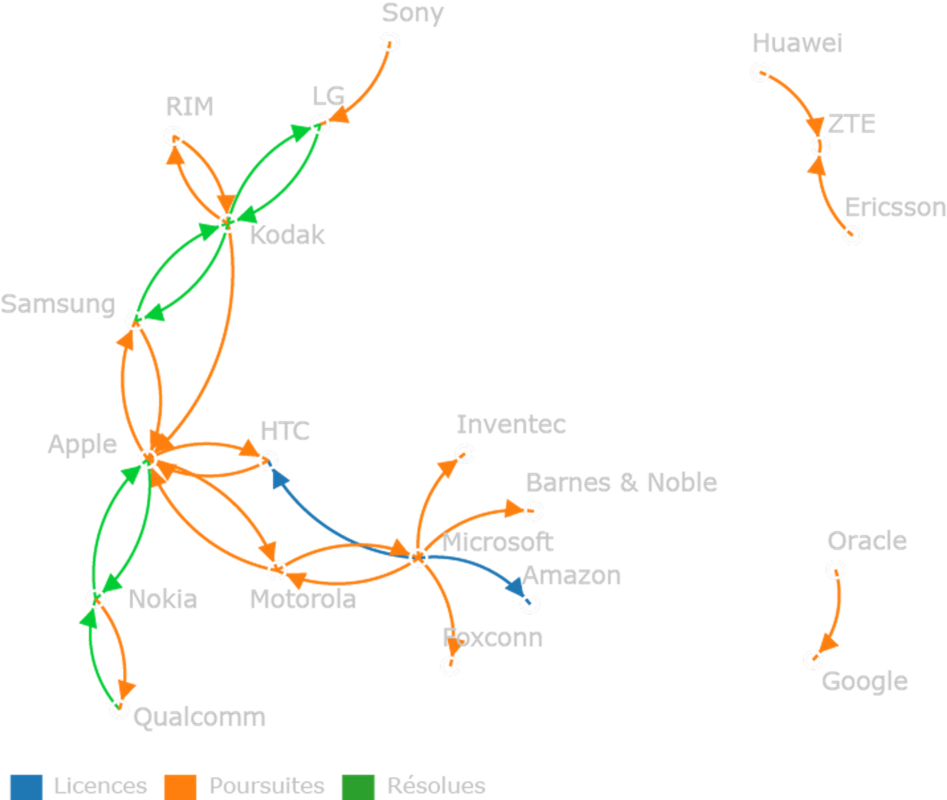 Sony
Huawei
LG
RIM
ZTE
Ericsson
Kodak
Samsung
Apple
HTC
Inventec
Barnes & Noble
Microsoft
Oracle
Amazon
Nokia
Motorola
Foxconn
Google
Qualcomm
Licences
Poursuites
Résolues